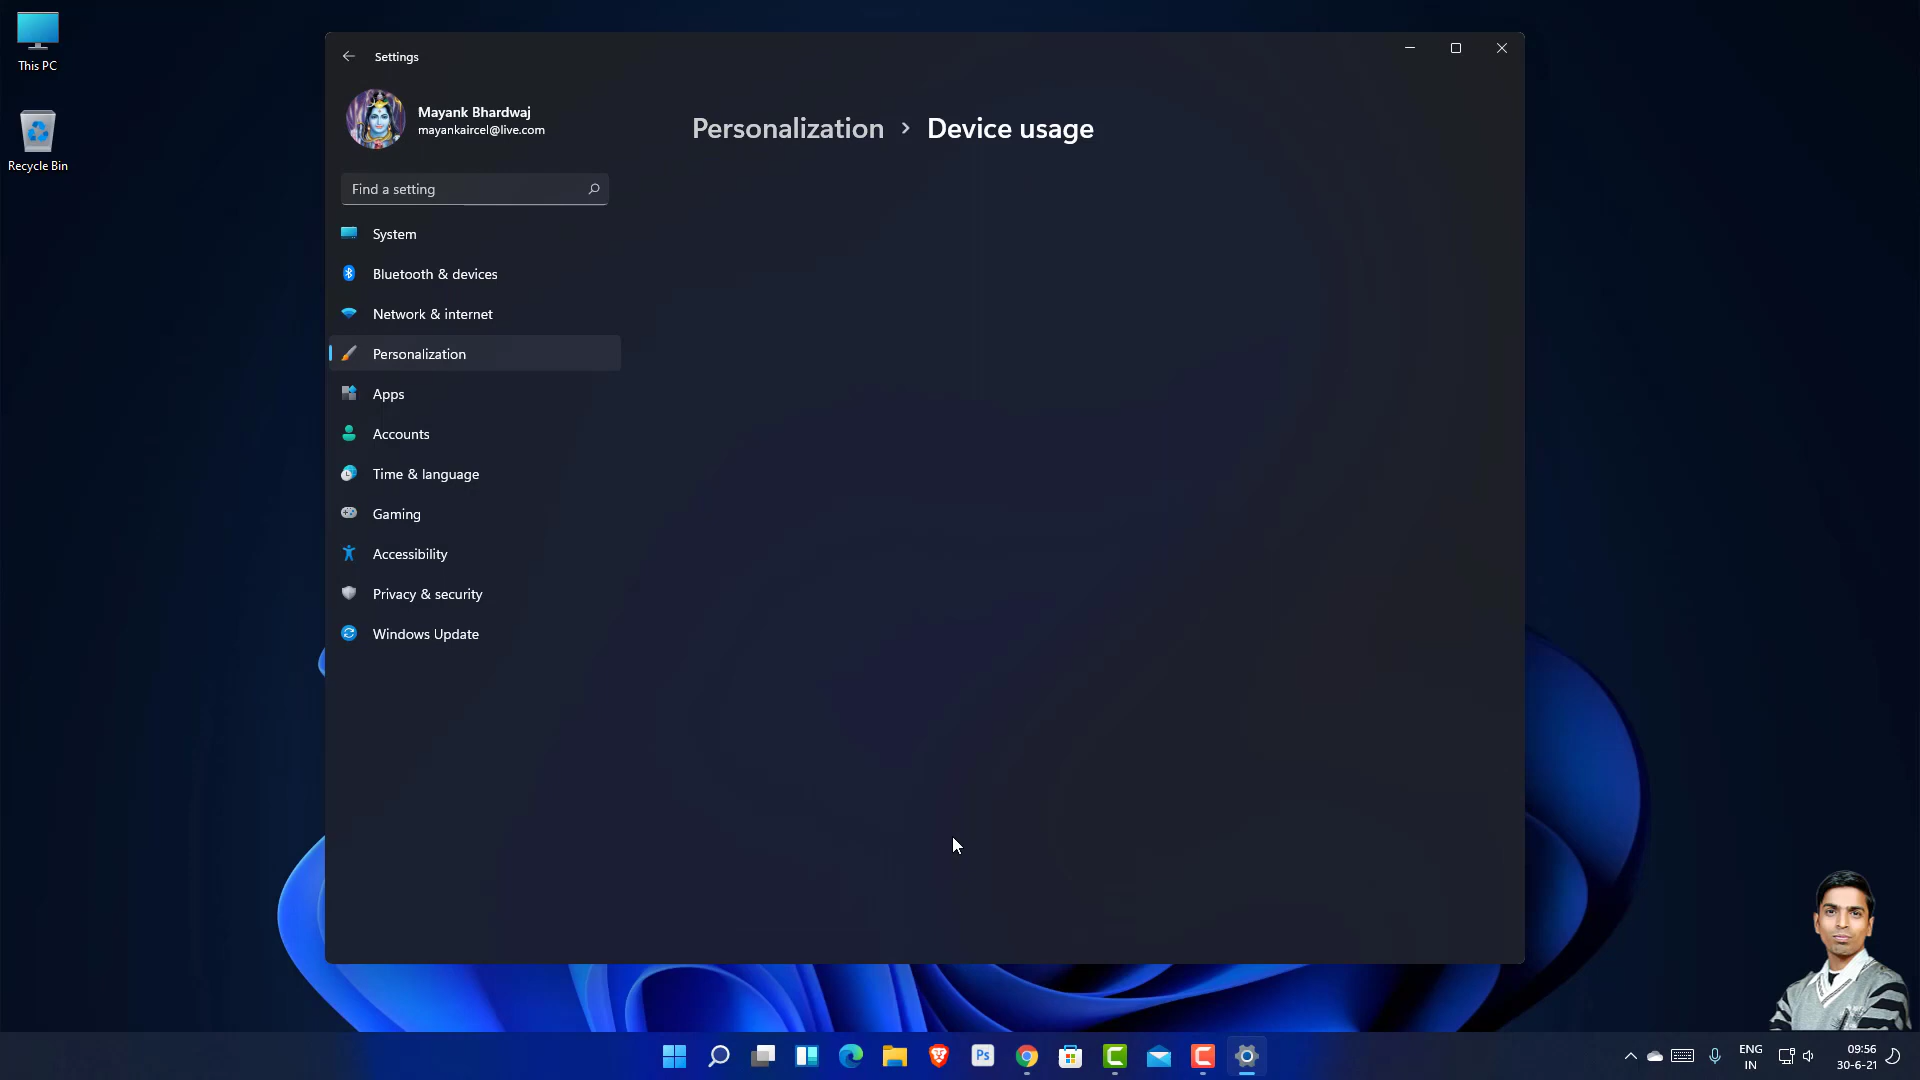 This PC
Recycle Bin
Settings
Mayank Bhardwaj
mayankaircel@live.com
Find a setting
System
Bluetooth & devices
Network & internet
Personalization
Apps
Accounts
Time & language
Gaming
Accessibility
Privacy & security
Windows Update
Personalization > Device usage
Ps
ENG
IN
09:56
30-6-21